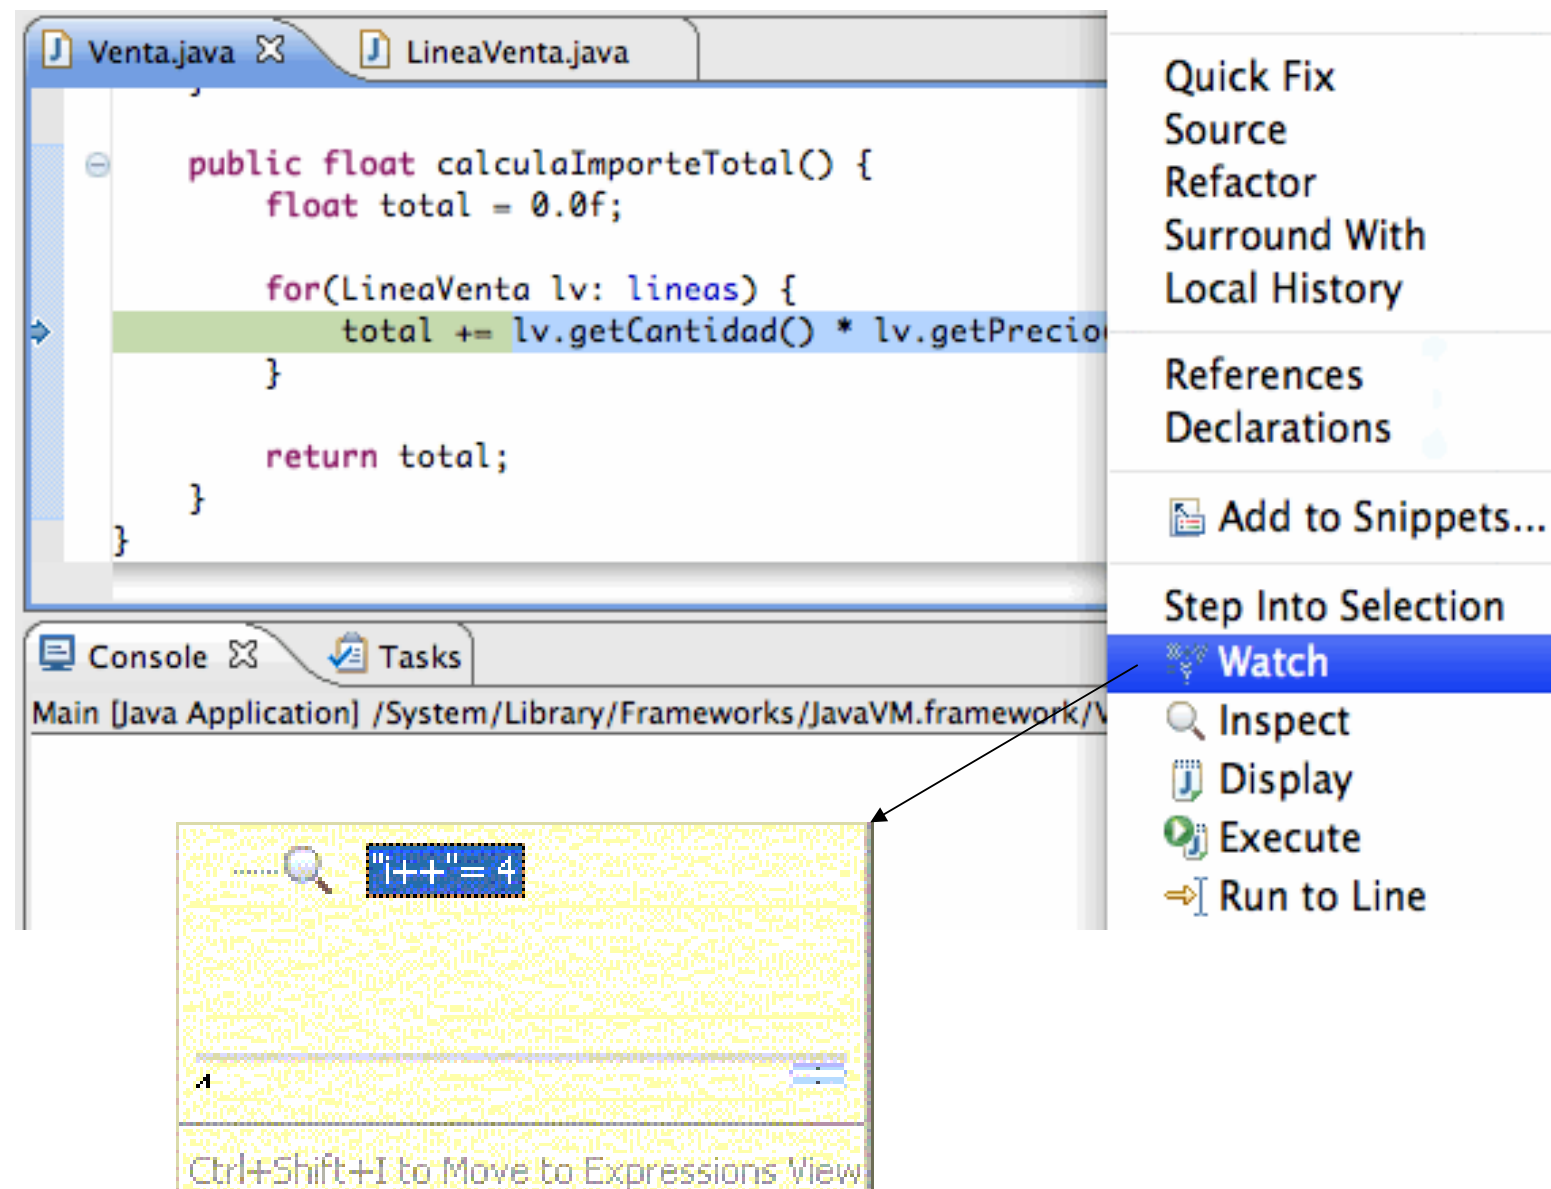 Venta.java LineaVenta.java
}
public float calculaImporteTotal() {
float total = 0.0f;
for(LineaVenta lv: lineas) {
total += lv.getCantidad() * lv.getPrecio
}
return total;
}
}
Console Tasks
Main [Java Application] /System/Library/Frameworks/JavaVM.framework/V
Quick Fix
Source
Refactor
Surround With
Local History
References
Declarations
Add to Snippets...
Step Into Selection
Watch
Inspect
Display
Execute
Run to Line
"i++"= 4
4
Ctrl+Shift+I to Move to Expressions View